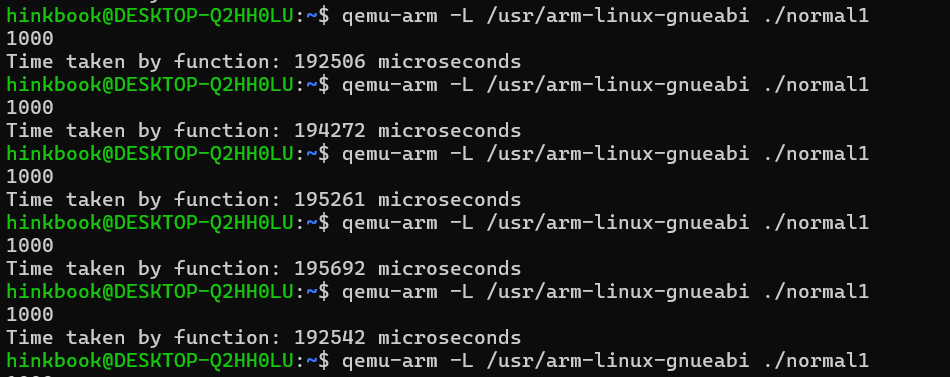 hinkbook@DESKTOP-Q2HH0LU:~$ qemu-arm -L /usr/arm-linux-gnueabi ./normal1
1000
Time taken by function: 192506 microseconds
hinkbook@DESKTOP-Q2HH0LU:~$ qemu-arm -L /usr/arm-linux-gnueabi ./normal1
1000
Time taken by function: 194272 microseconds
hinkbook@DESKTOP-Q2HH0LU:~$ qemu-arm -L /usr/arm-linux-gnueabi ./normal1
1000
Time taken by function: 195261 microseconds
hinkbook@DESKTOP-Q2HH0LU:~$ qemu-arm -L /usr/arm-linux-gnueabi ./normal1
1000
Time taken by function: 195692 microseconds
hinkbook@DESKTOP-Q2HH0LU:~$ qemu-arm -L /usr/arm-linux-gnueabi ./normal1
1000
Time taken by function: 192542 microseconds
hinkbook@DESKTOP-Q2HH0LU:~$ qemu-arm -L /usr/arm-linux-gnueabi ./normal1